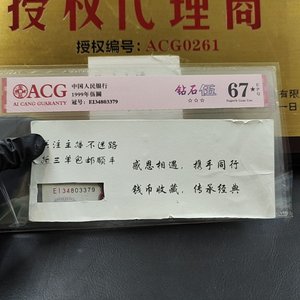 授权代理商
授权编号：ACG0261
ACG
AI CANG GUARANTY
中国人民银行
1999年伍圆
冠号：EI34803379
钻石伍
☆☆☆
67★
EPQ
Superb Gem Unc
关注主播不迷路
三单包邮顺丰
感恩相遇，携手同行
钱币收藏，传承经典
EI34803379